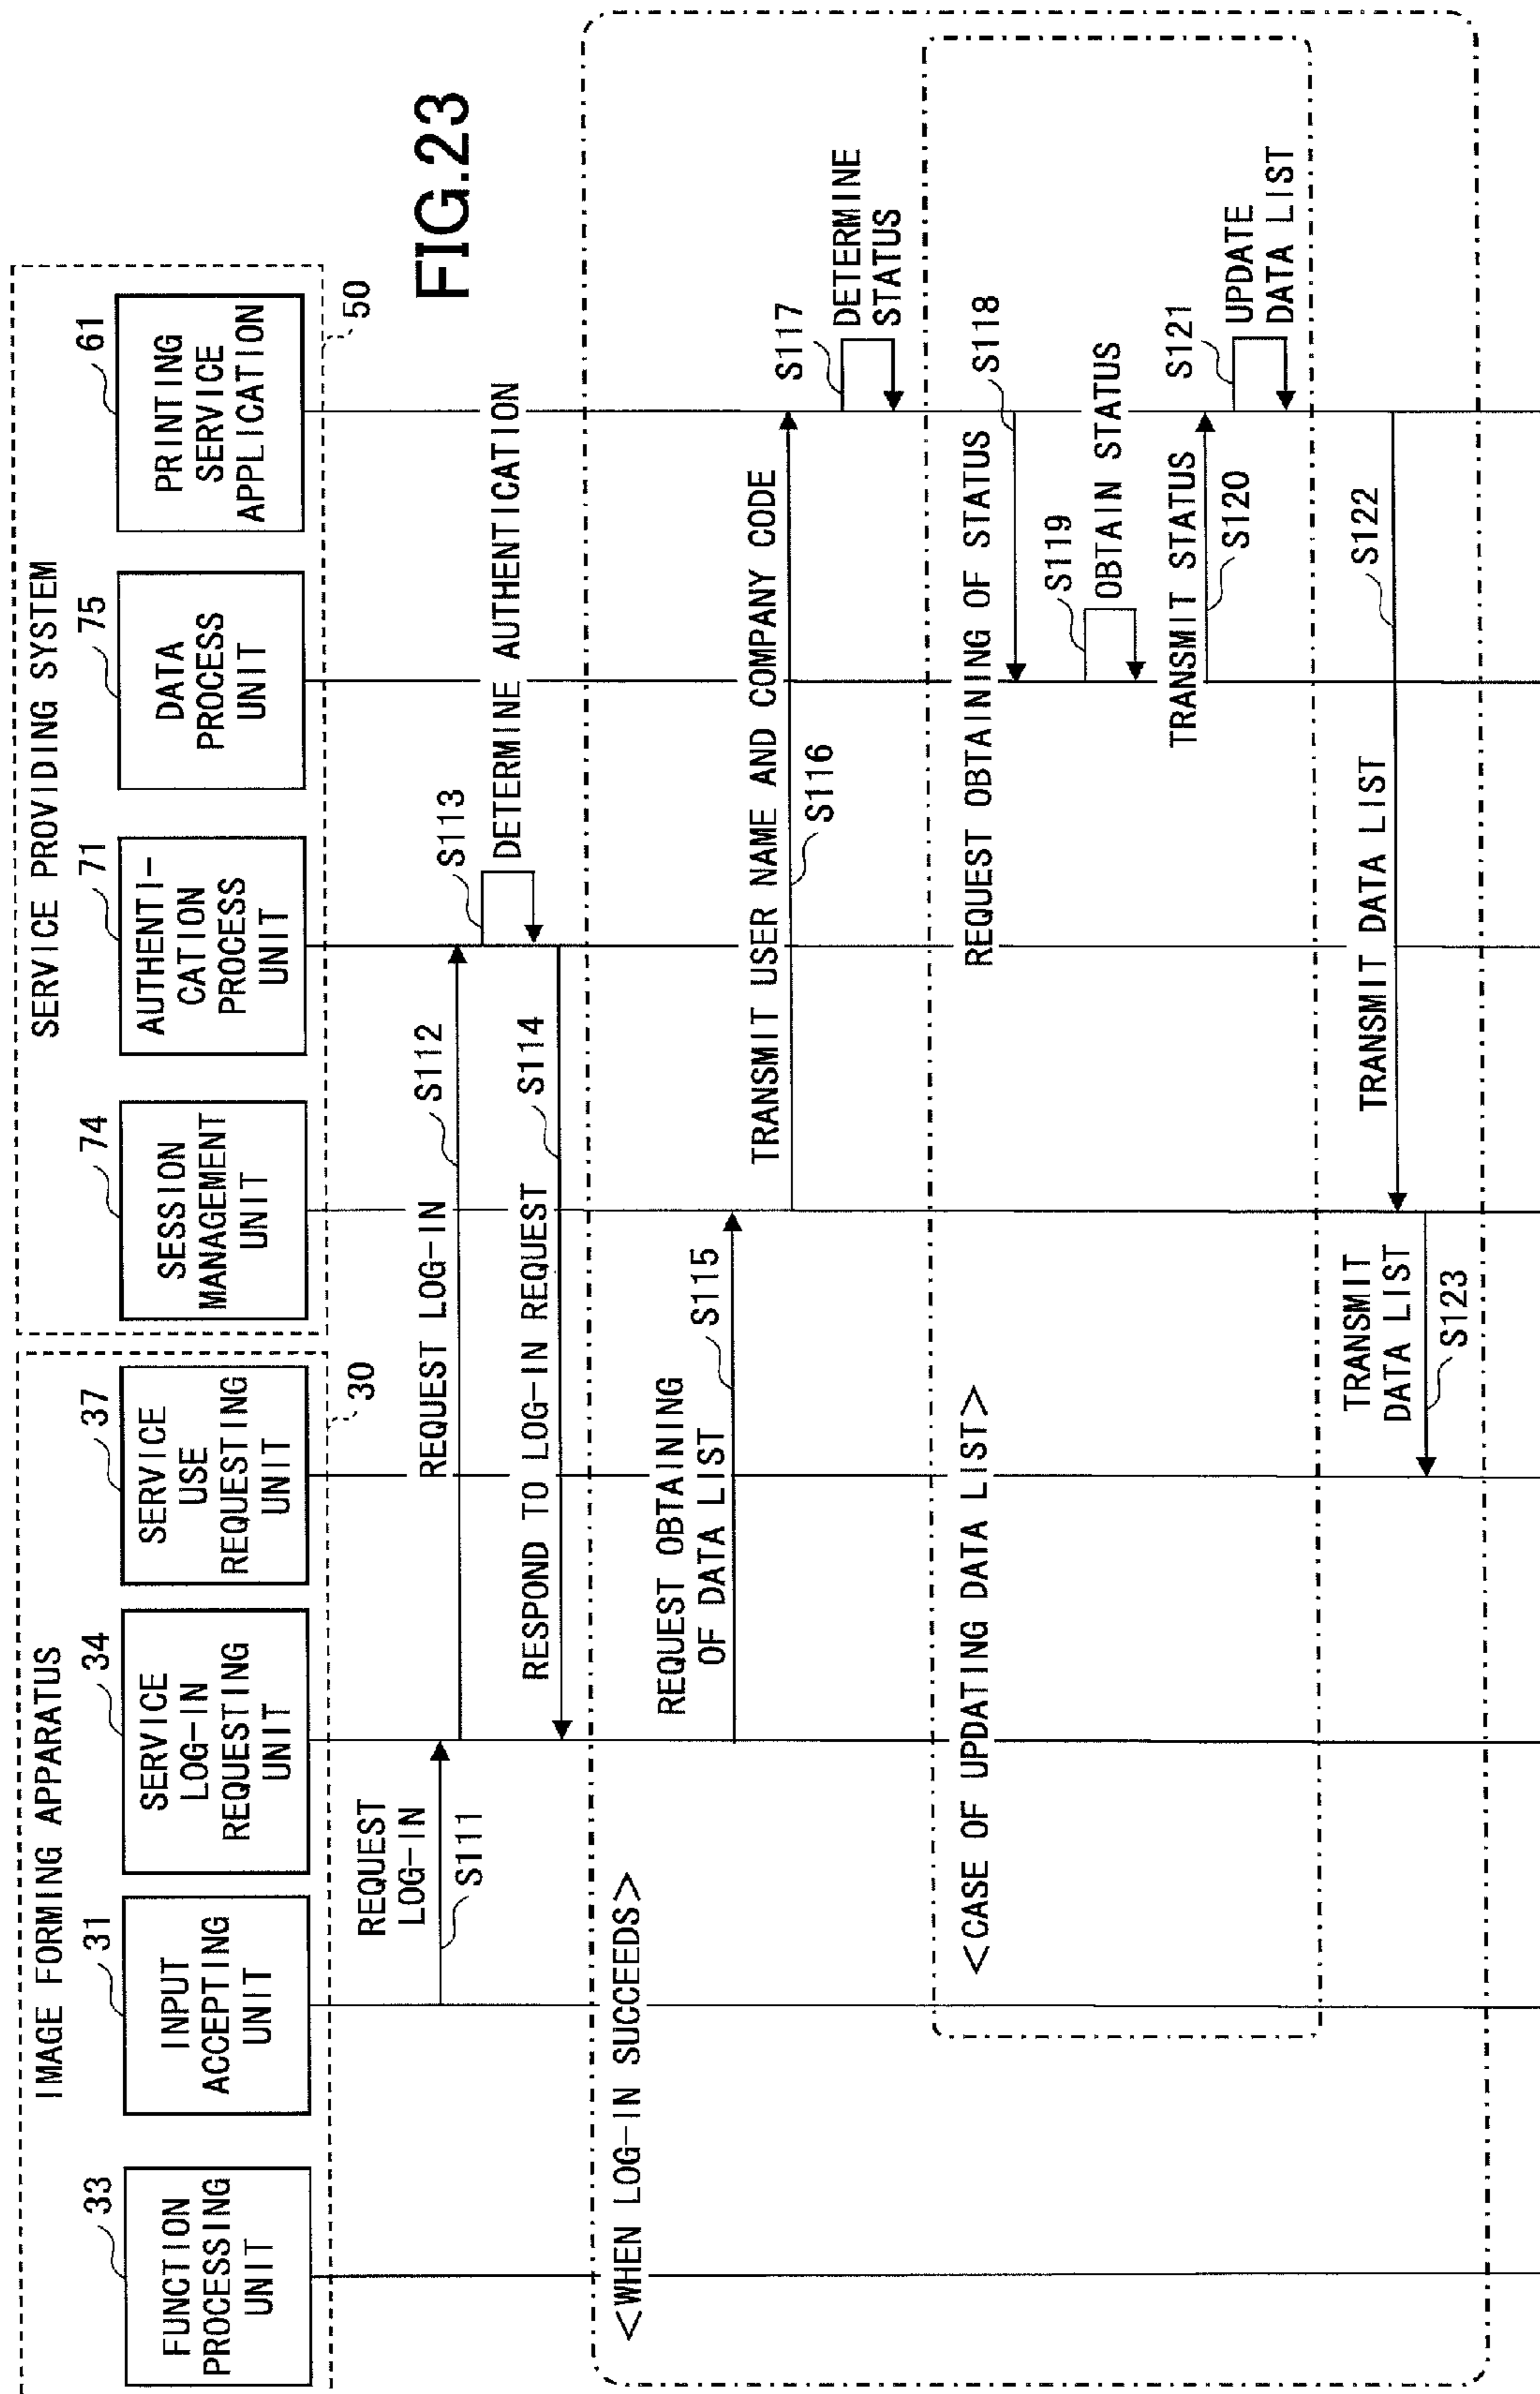 FIG.23
IMAGE FORMING APPARATUS
SERVICE PROVIDING SYSTEM
33
FUNCTION
PROCESSING
UNIT
31
INPUT
ACCEPTING
UNIT
34
SERVICE
LOG-IN
REQUESTING
UNIT
37
SERVICE
USE
REQUESTING
UNIT
30
74
SESSION
MANAGEMENT
UNIT
71
AUTHENTI-
CATION
PROCESS
UNIT
75
DATA
PROCESS
UNIT
61
PRINTING
SERVICE
APPLICATION
50
REQUEST
LOG-IN
S111
REQUEST LOG-IN
S112
S113
DETERMINE AUTHENTICATION
RESPOND TO LOG-IN REQUEST
S114
<WHEN LOG-IN SUCCEEDS>
REQUEST OBTAINING
OF DATA LIST
S115
TRANSMIT USER NAME AND COMPANY CODE
S116
S117
DETERMINE
STATUS
<CASE OF UPDATING DATA LIST>
REQUEST OBTAINING OF STATUS
S118
S119
OBTAIN STATUS
TRANSMIT STATUS
S120
S121
UPDATE
DATA LIST
TRANSMIT DATA LIST
S122
TRANSMIT
DATA LIST
S123